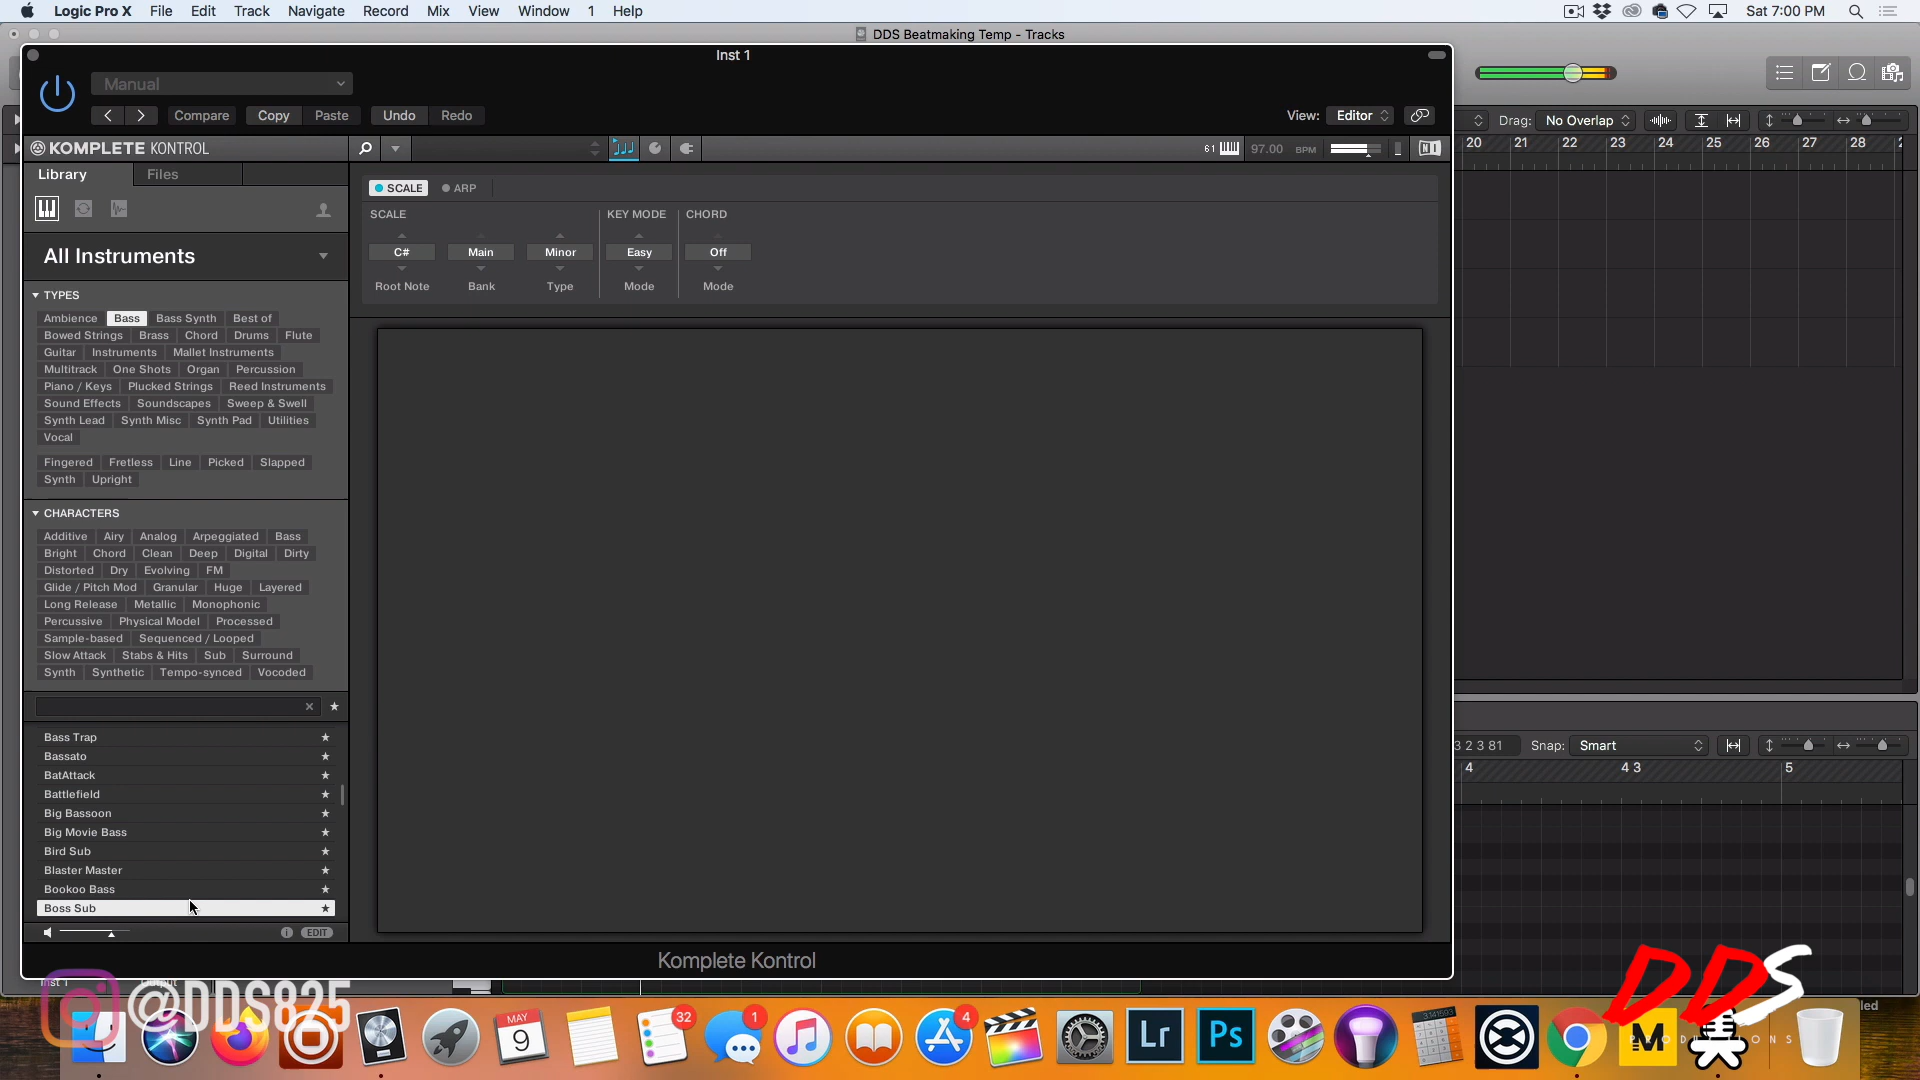 Logic Pro X File Edit Track Navigate Record Mix View Window 1 Help
Sat 7:00 PM
DDS Beatmaking Temp - Tracks
Inst 1
Manual
Compare Copy Paste Undo Redo
View: Editor
Drag: No Overlap
20 21 22 23 24 25 26 27 28
KOMPLETE KONTROL
61
97.00 BPM
Library Files
SCALE ARP
SCALE KEY MODE CHORD
C# Main Minor Easy Off
Root Note Bank Type Mode Mode
All Instruments
TYPES
Ambience Bass Bass Synth Best of
Bowed Strings Brass Chord Drums Flute
Guitar Instruments Mallet Instruments
Multitrack One Shots Organ Percussion
Piano / Keys Plucked Strings Reed Instruments
Sound Effects Soundscapes Sweep & Swell
Synth Lead Synth Misc Synth Pad Utilities
Vocal
Fingered Fretless Line Picked Slapped
Synth Upright
CHARACTERS
Additive Airy Analog Arpeggiated Bass
Bright Chord Clean Deep Digital Dirty
Distorted Dry Evolving FM
Glide / Pitch Mod Granular Huge Layered
Long Release Metallic Monophonic
Percussive Physical Model Processed
Sample-based Sequenced / Looped
Slow Attack Stabs & Hits Sub Surround
Synth Synthetic Tempo-synced Vocoded
Bass Trap
Bassato
BatAttack
Battlefield
Big Bassoon
Big Movie Bass
Bird Sub
Blaster Master
Bookoo Bass
Boss Sub
EDIT
3 2 3 81 Snap: Smart
4 4 3 5
Komplete Kontrol
Inst 1
@DDS825
MAY
9
32
1
4
Lr
Ps
M
DDS
PRODUCTIONS